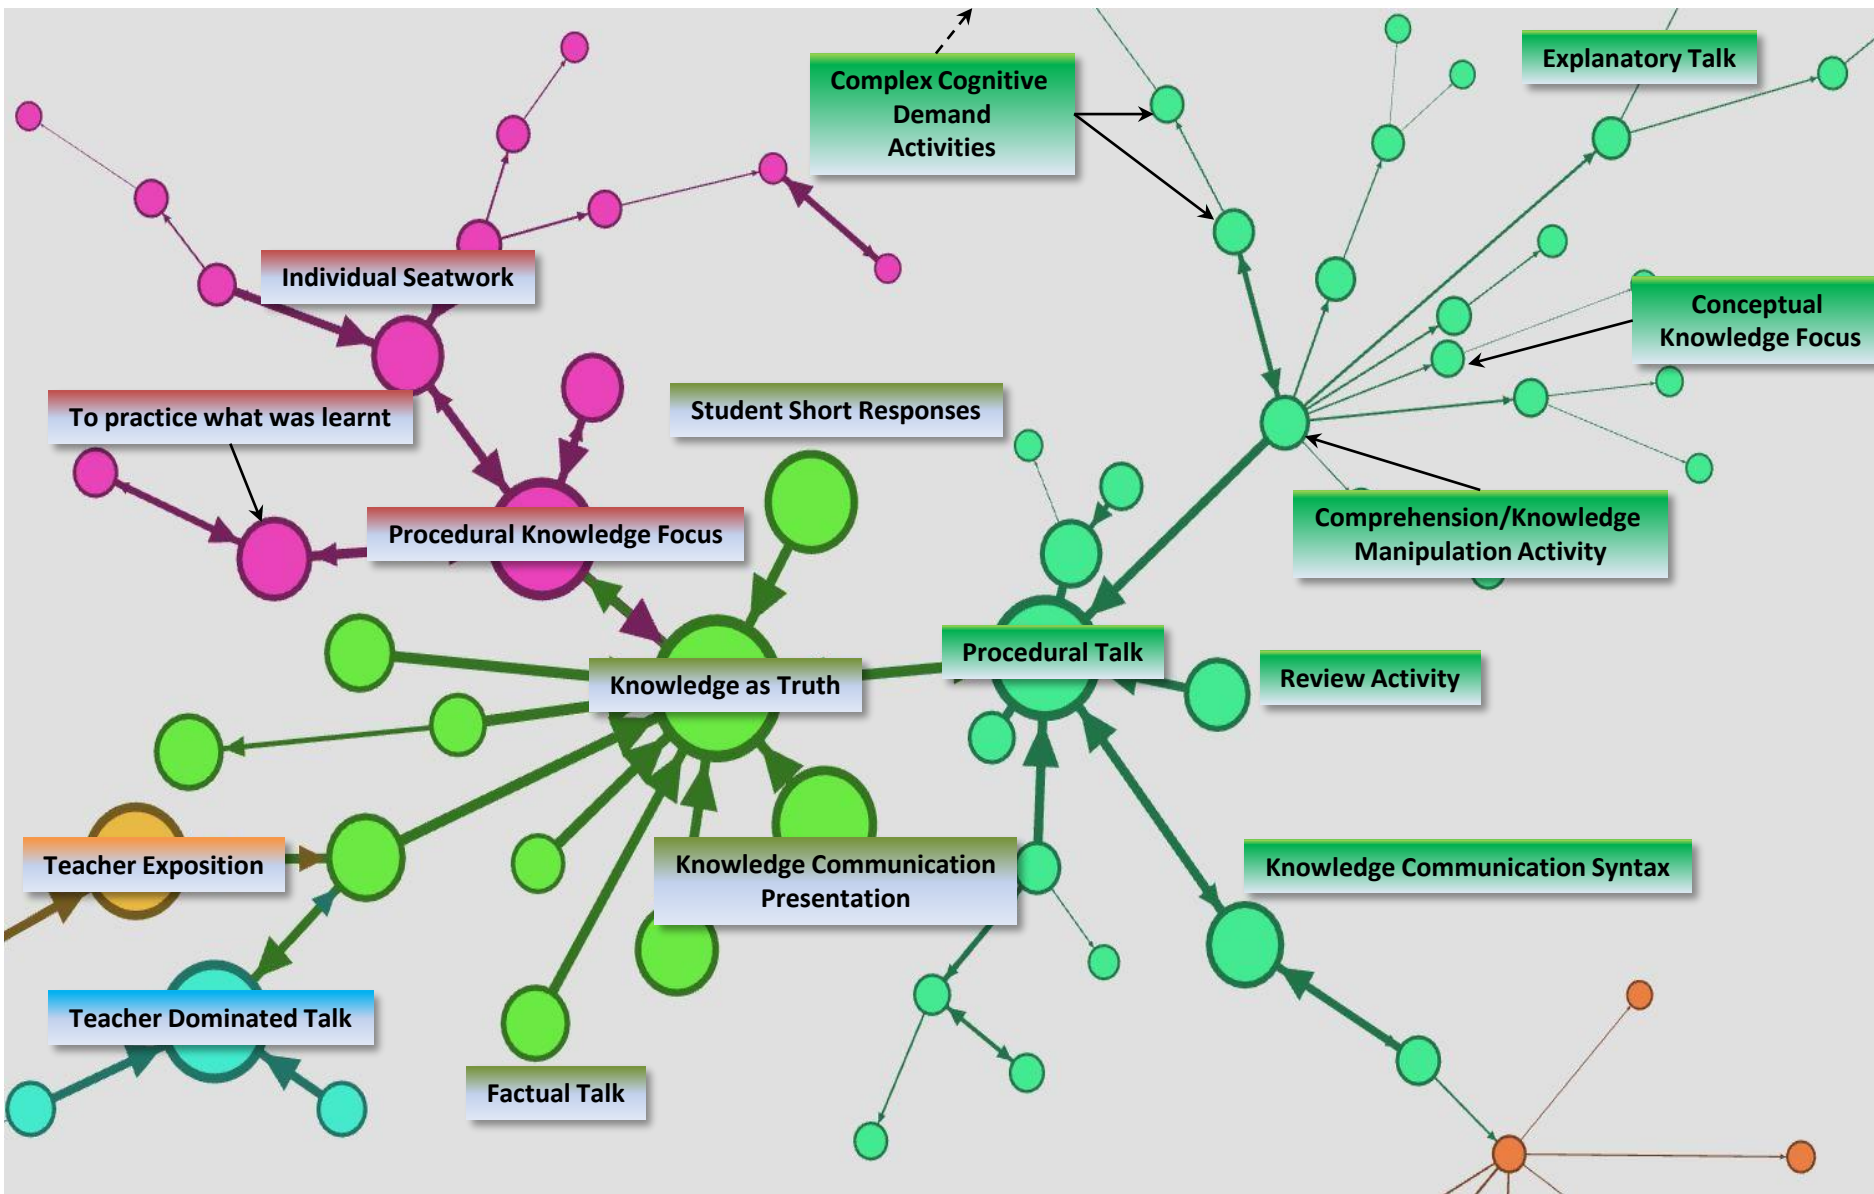 Explanatory Talk
Complex Cognitive
Demand
Activities
Individual Seatwork
Conceptual
Knowledge Focus
To practice what was learnt
Student Short Responses
Procedural Knowledge Focus
Comprehension/Knowledge
Manipulation Activity
Procedural Talk
Knowledge as Truth
Review Activity
Teacher Exposition
Knowledge Communication
Presentation
Knowledge Communication Syntax
Teacher Dominated Talk
Factual Talk